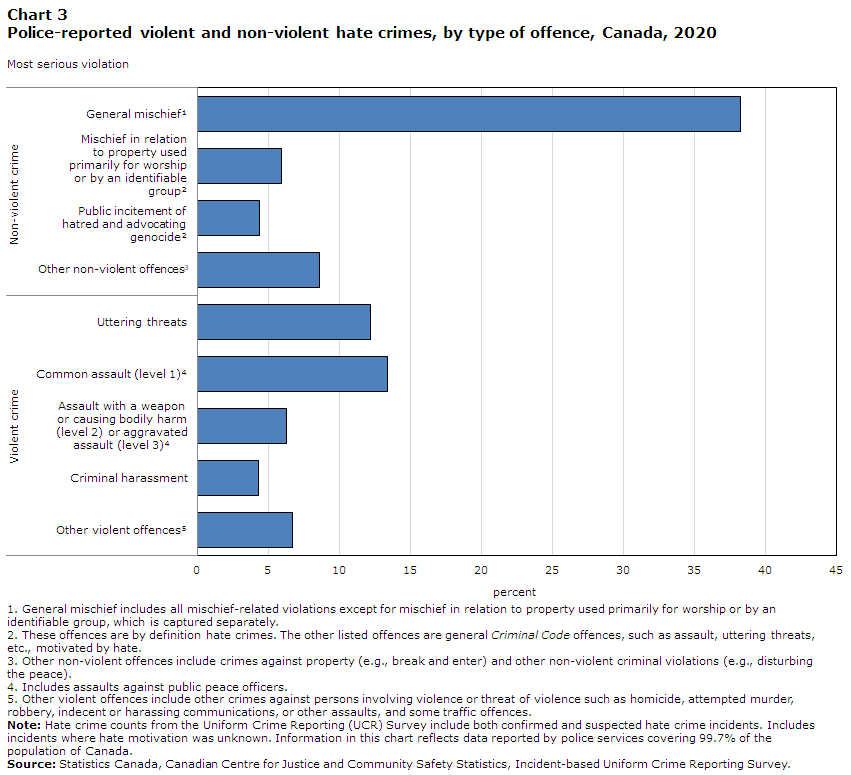 Chart 3
Police-reported violent and non-violent hate crimes, by type of offence, Canada, 2020
Most serious violation
Non-violent crime
General mischief¹
Mischief in relation
to property used
primarily for worship
or by an identifiable
group²
Public incitement of
hatred and advocating
genocide²
Other non-violent offences³
Violent crime
Uttering threats
Common assault (level 1)⁴
Assault with a weapon
or causing bodily harm
(level 2) or aggravated
assault (level 3)⁴
Criminal harassment
Other violent offences⁵
0 5 10 15 20 25 30 35 40 45
percent
1. General mischief includes all mischief-related violations except for mischief in relation to property used primarily for worship or by an
identifiable group, which is captured separately.
2. These offences are by definition hate crimes. The other listed offences are general Criminal Code offences, such as assault, uttering threats,
etc., motivated by hate.
3. Other non-violent offences include crimes against property (e.g., break and enter) and other non-violent criminal violations (e.g., disturbing
the peace).
4. Includes assaults against public peace officers.
5. Other violent offences include other crimes against persons involving violence or threat of violence such as homicide, attempted murder,
robbery, indecent or harassing communications, or other assaults, and some traffic offences.
Note: Hate crime counts from the Uniform Crime Reporting (UCR) Survey include both confirmed and suspected hate crime incidents. Includes
incidents where hate motivation was unknown. Information in this chart reflects data reported by police services covering 99.7% of the
population of Canada.
Source: Statistics Canada, Canadian Centre for Justice and Community Safety Statistics, Incident-based Uniform Crime Reporting Survey.